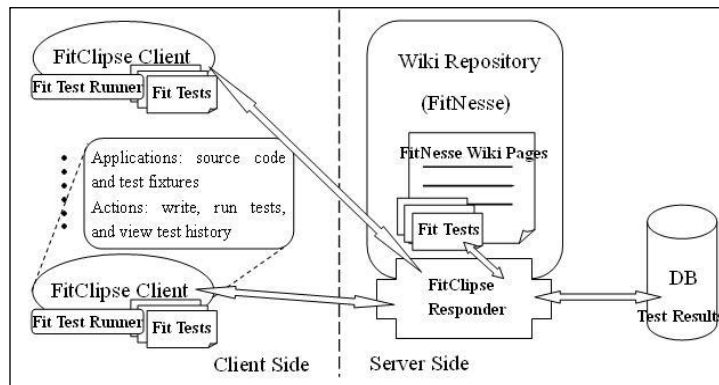 FitClipse Client
Fit Test Runner
Fit Tests
Applications: source code
and test fixtures
Actions: write, run tests,
and view test history
FitClipse Client
Fit Test Runner
Fit Tests
Client Side
Wiki Repository
(FitNesse)
FitNesse Wiki Pages
Fit Tests
FitClipse
Responder
Server Side
DB
Test Results